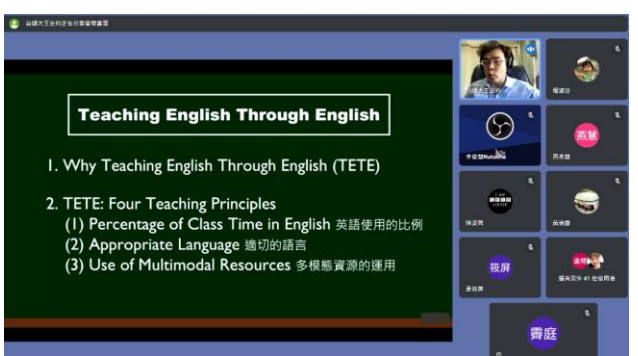 Teaching English Through English
1. Why Teaching English Through English (TETE)
2. TETE: Four Teaching Principles
(1) Percentage of Class Time in English 英語使用的比例
(2) Appropriate Language 適切的語言
(3) Use of Multimodal Resources 多模態資源的運用
燕慧
筱屏
霽庭